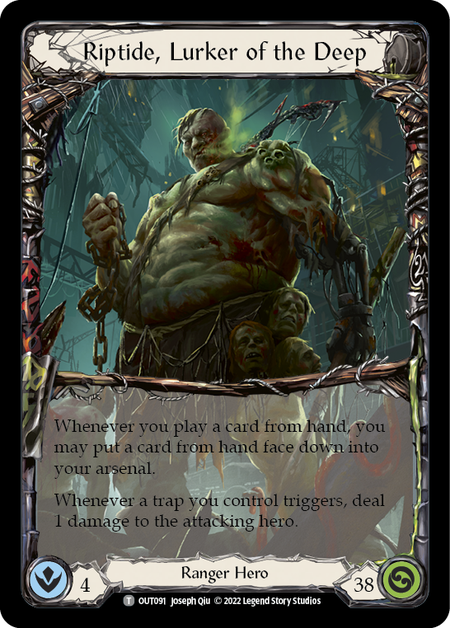 Riptide, Lurker of the Deep
Whenever you play a card from hand, you
may put a card from hand face down into
your arsenal.
Whenever a trap you control triggers, deal
1 damage to the attacking hero.
Ranger Hero
4
38
T OUT091 Joseph Qiu © 2022 Legend Story Studios